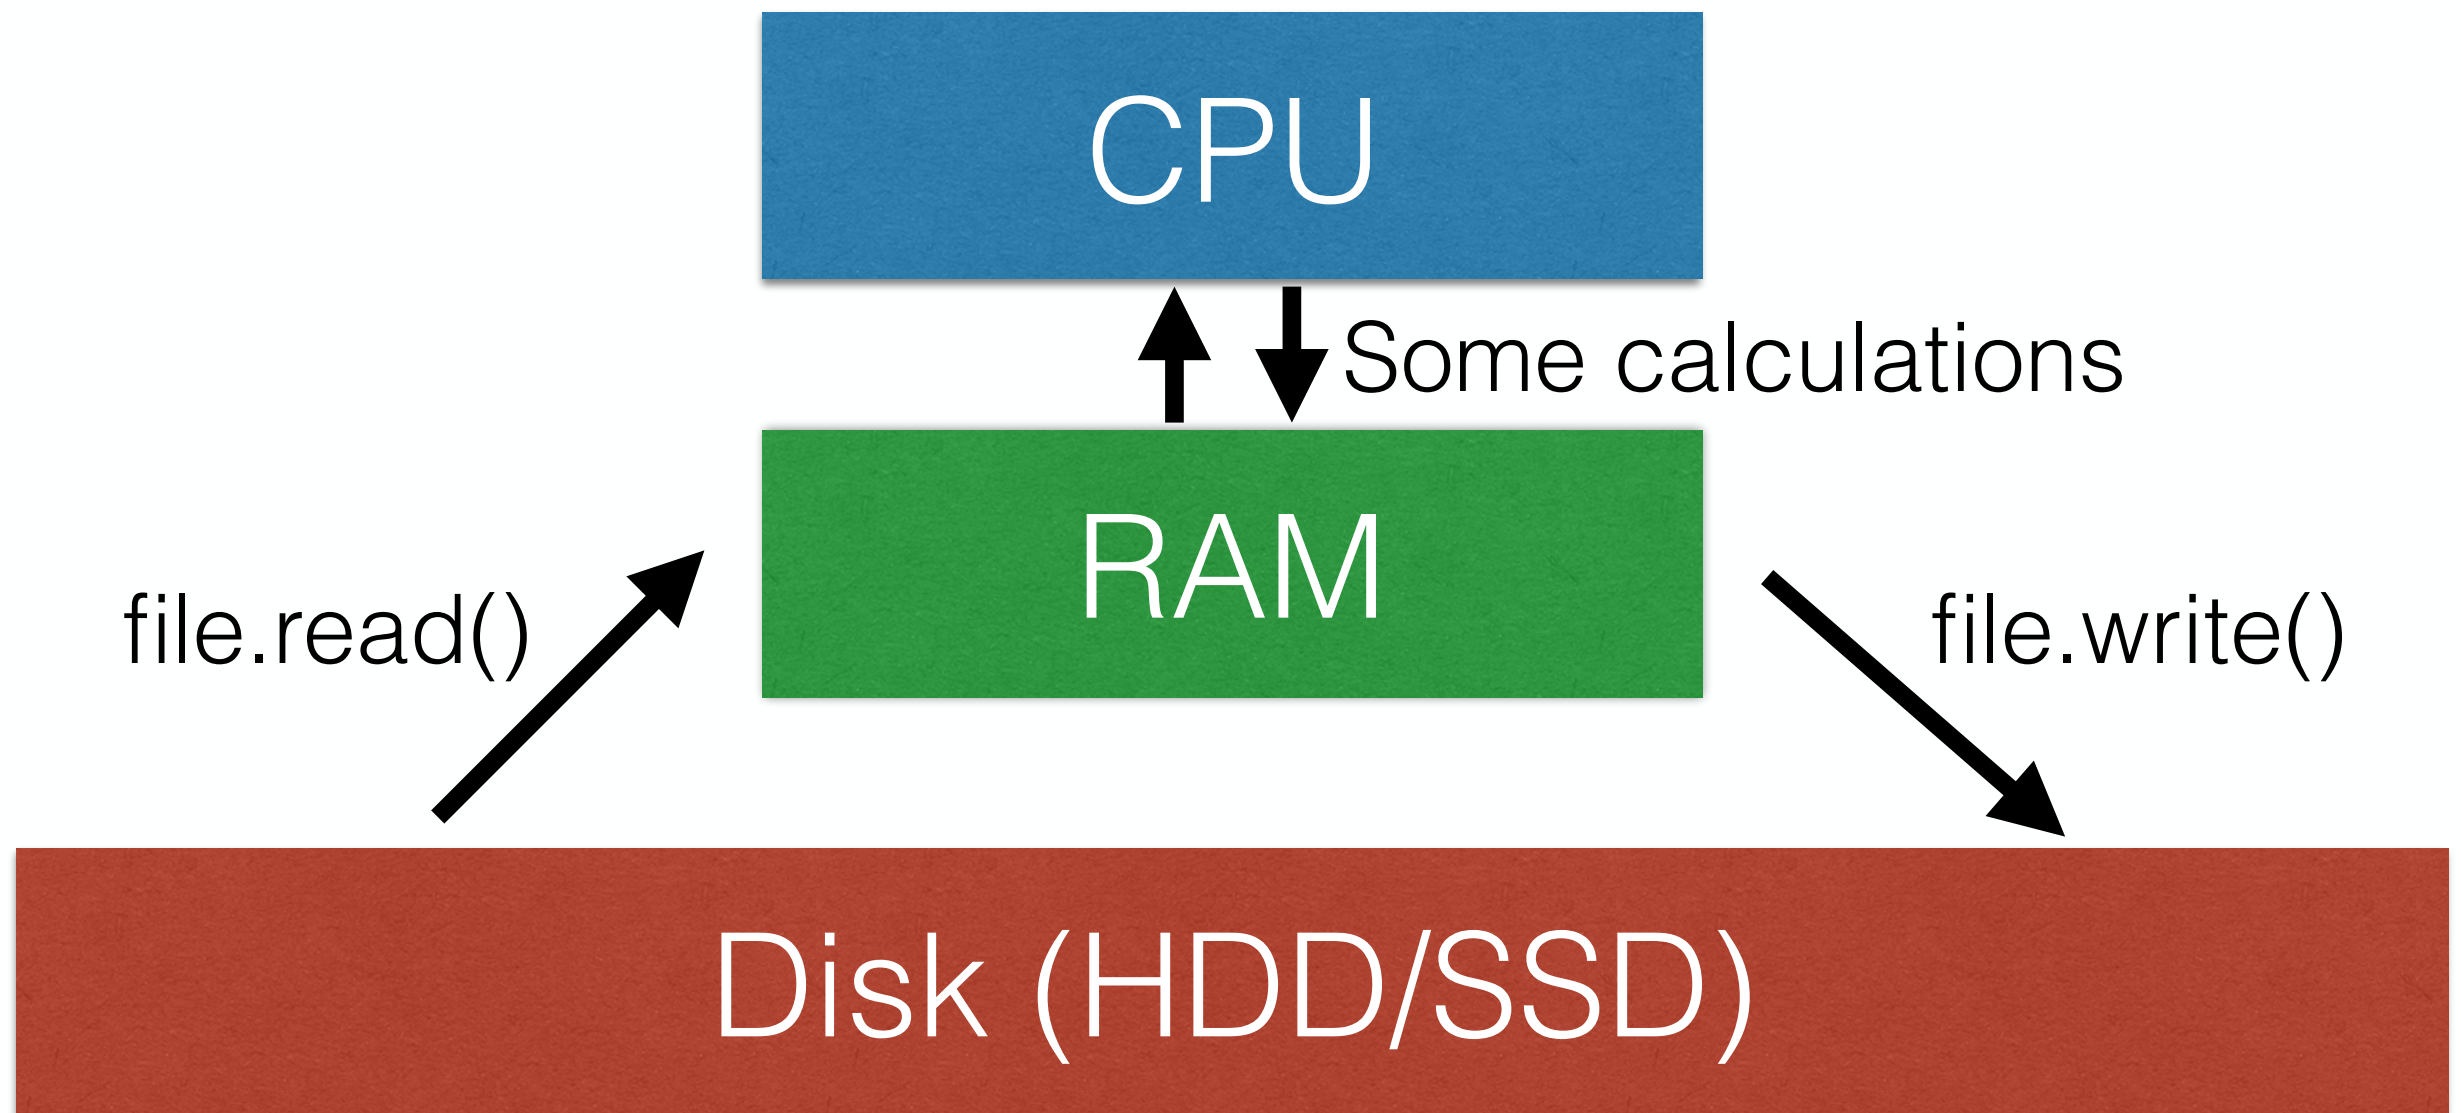 CPU
Some calculations
RAM
file.read()
file.write()
Disk (HDD/SSD)